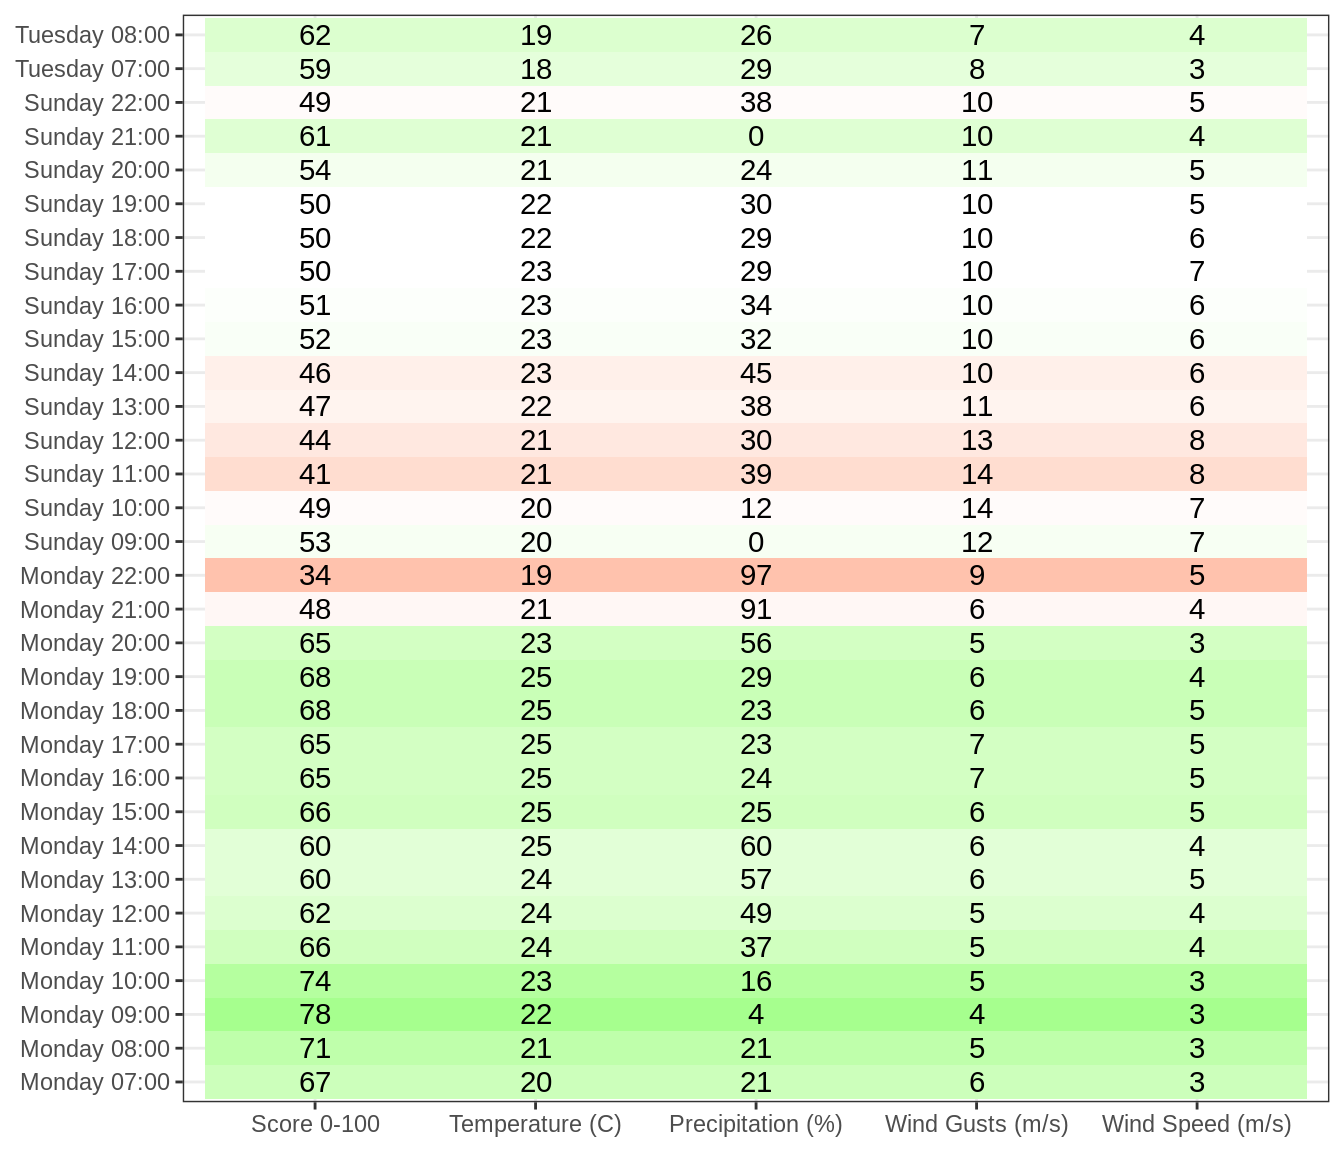 Tuesday 08:00 62 19 26 7 4
Tuesday 07:00 59 18 29 8 3
Sunday 22:00 49 21 38 10 5
Sunday 21:00 61 21 0 10 4
Sunday 20:00 54 21 24 11 5
Sunday 19:00 50 22 30 10 5
Sunday 18:00 50 22 29 10 6
Sunday 17:00 50 23 29 10 7
Sunday 16:00 51 23 34 10 6
Sunday 15:00 52 23 32 10 6
Sunday 14:00 46 23 45 10 6
Sunday 13:00 47 22 38 11 6
Sunday 12:00 44 21 30 13 8
Sunday 11:00 41 21 39 14 8
Sunday 10:00 49 20 12 14 7
Sunday 09:00 53 20 0 12 7
Monday 22:00 34 19 97 9 5
Monday 21:00 48 21 91 6 4
Monday 20:00 65 23 56 5 3
Monday 19:00 68 25 29 6 4
Monday 18:00 68 25 23 6 5
Monday 17:00 65 25 23 7 5
Monday 16:00 65 25 24 7 5
Monday 15:00 66 25 25 6 5
Monday 14:00 60 25 60 6 4
Monday 13:00 60 24 57 6 5
Monday 12:00 62 24 49 5 4
Monday 11:00 66 24 37 5 4
Monday 10:00 74 23 16 5 3
Monday 09:00 78 22 4 4 3
Monday 08:00 71 21 21 5 3
Monday 07:00 67 20 21 6 3
Score 0-100 Temperature (C) Precipitation (%) Wind Gusts (m/s) Wind Speed (m/s)